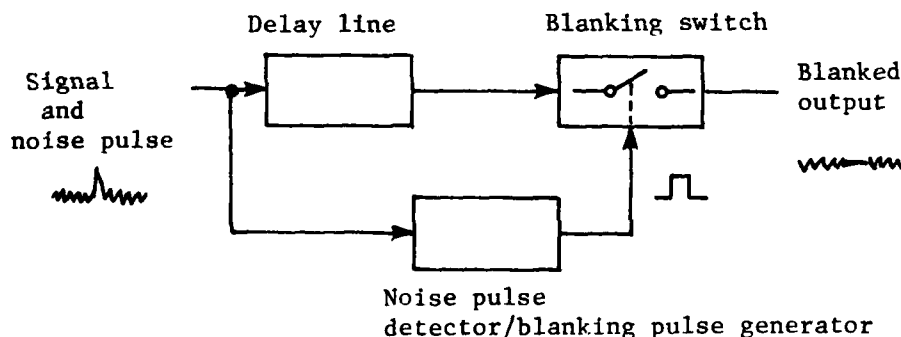 Delay line
Blanking switch
Signal
and
noise pulse
Blanked
output
Noise pulse
detector/blanking pulse generator